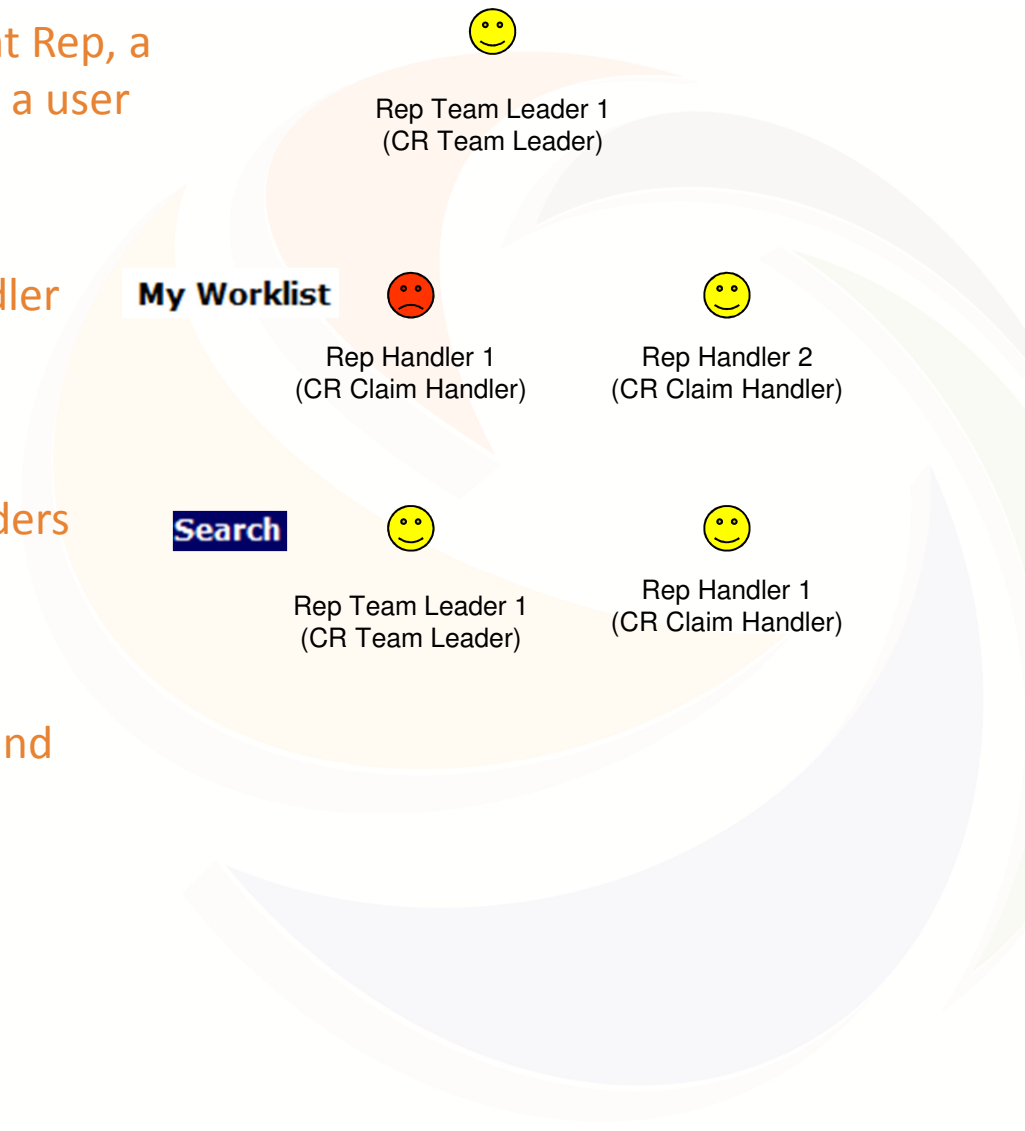 t Rep, a
a user
Rep Team Leader 1
(CR Team Leader)
dler
My Worklist
Rep Handler 1
(CR Claim Handler)
Rep Handler 2
(CR Claim Handler)
ders
Search
Rep Team Leader 1
(CR Team Leader)
Rep Handler 1
(CR Claim Handler)
nd